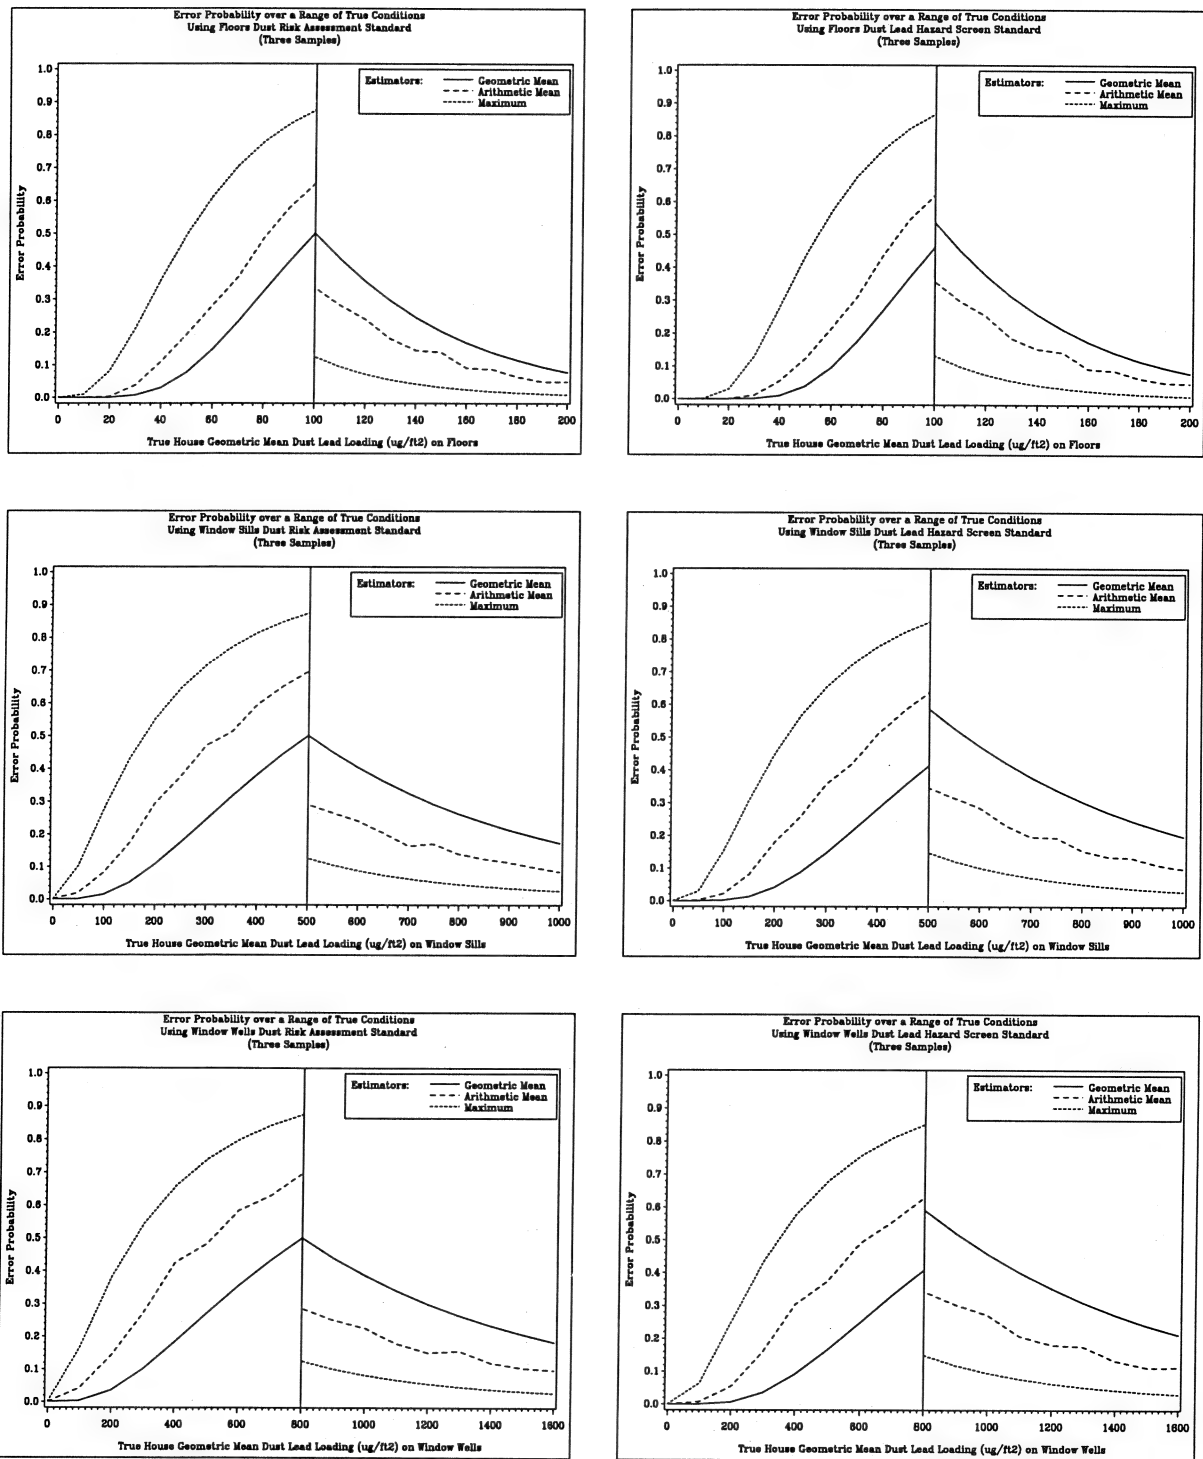 Error Probability over a Range of True Conditions
Using Floors Dust Risk Assessment Standard
(Three Samples)
Estimators:
Geometric Mean
Arithmetic Mean
Maximum
Error Probability
1.0
0.9
0.8
0.7
0.6
0.5
0.4
0.3
0.2
0.1
0.0
0 20 40 60 80 100 120 140 160 180 200
True House Geometric Mean Dust Lead Loading (ug/ft2) on Floors
Error Probability over a Range of True Conditions
Using Floors Dust Lead Hazard Screen Standard
(Three Samples)
Estimators:
Geometric Mean
Arithmetic Mean
Maximum
Error Probability
1.0
0.9
0.8
0.7
0.6
0.5
0.4
0.3
0.2
0.1
0.0
0 20 40 60 80 100 120 140 160 180 200
True House Geometric Mean Dust Lead Loading (ug/ft2) on Floors
Error Probability over a Range of True Conditions
Using Window Sills Dust Risk Assessment Standard
(Three Samples)
Estimators:
Geometric Mean
Arithmetic Mean
Maximum
Error Probability
1.0
0.9
0.8
0.7
0.6
0.5
0.4
0.3
0.2
0.1
0.0
0 100 200 300 400 500 600 700 800 900 1000
True House Geometric Mean Dust Lead Loading (ug/ft2) on Window Sills
Error Probability over a Range of True Conditions
Using Window Sills Dust Lead Hazard Screen Standard
(Three Samples)
Estimators:
Geometric Mean
Arithmetic Mean
Maximum
Error Probability
1.0
0.9
0.8
0.7
0.6
0.5
0.4
0.3
0.2
0.1
0.0
0 100 200 300 400 500 600 700 800 900 1000
True House Geometric Mean Dust Lead Loading (ug/ft2) on Window Sills
Error Probability over a Range of True Conditions
Using Window Wells Dust Risk Assessment Standard
(Three Samples)
Estimators:
Geometric Mean
Arithmetic Mean
Maximum
Error Probability
1.0
0.9
0.8
0.7
0.6
0.5
0.4
0.3
0.2
0.1
0.0
0 200 400 600 800 1000 1200 1400 1600
True House Geometric Mean Dust Lead Loading (ug/ft2) on Window Wells
Error Probability over a Range of True Conditions
Using Window Wells Dust Lead Hazard Screen Standard
(Three Samples)
Estimators:
Geometric Mean
Arithmetic Mean
Maximum
Error Probability
1.0
0.9
0.8
0.7
0.6
0.5
0.4
0.3
0.2
0.1
0.0
0 200 400 600 800 1000 1200 1400 1600
True House Geometric Mean Dust Lead Loading (ug/ft2) on Window Wells